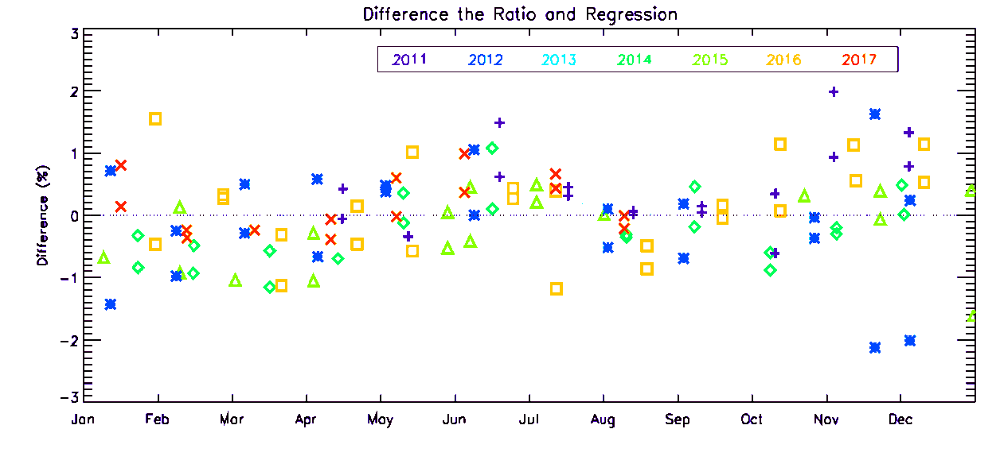 Difference the Ratio and Regression
3
2011 2012 2013 2014 2015 2016 2017
2
1
0
-1
-2
-3
Difference (%)
Jan Feb Mar Apr May Jun Jul Aug Sep Oct Nov Dec